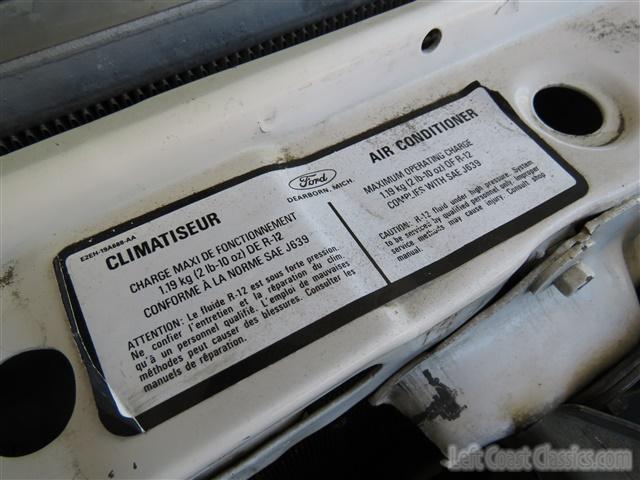 E2EH-19A688-AA
CLIMATISEUR
CHARGE MAXI DE FONCTIONNEMENT
1.19 kg (2 lb-10 oz) DE R-12
CONFORME À LA NORME SAE J639
ATTENTION: Le fluide R-12 est sous forte pression.
Ne confier l'entretien et la réparation du clim.
qu'à un personnel qualifié. L'emploi de mauvaises
méthodes peut causer des blessures. Consulter les
manuels de réparation.
Ford
DEARBORN, MICH.
AIR CONDITIONER
MAXIMUM OPERATING CHARGE
1.19 kg (2 lb-10 oz) OF R-12
COMPLIES WITH SAE J639
CAUTION: R-12 fluid under high pressure. System
to be serviced by qualified personnel only. Improper
service methods may cause injury. Consult shop
manual.
Left Coast Classics.com